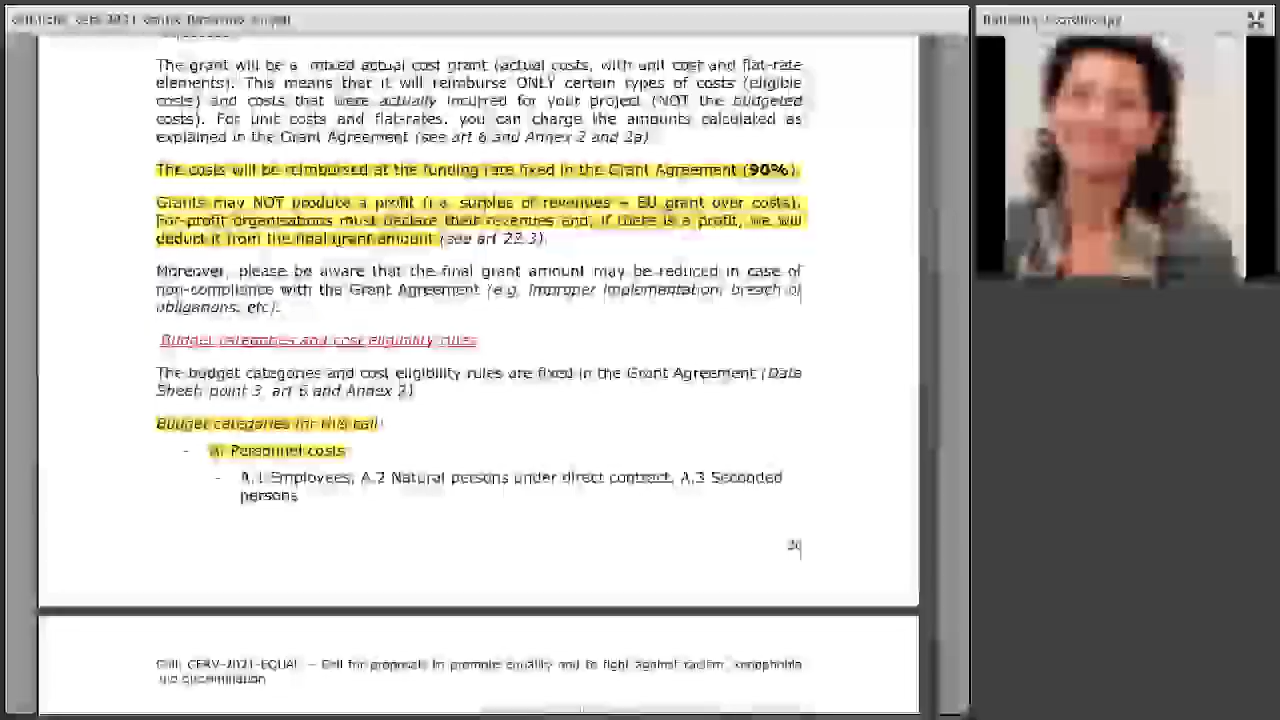 The grant will be a mixed actual cost grant (actual costs, with unit cost and flat-rate
elements). This means that it will reimburse ONLY certain types of costs (eligible
costs) and costs that were actually incurred for your project (NOT the budgeted
costs). For unit costs and flat-rates, you can charge the amounts calculated as
explained in the Grant Agreement (see art 6 and Annex 2 and 2a)
The costs will be reimbursed at the funding rate fixed in the Grant Agreement (90%).
Grants may NOT produce a profit (i.e. surplus of revenues + EU grant over costs).
For-profit organisations must declare their revenues and, if there is a profit, we will
deduct it from the final grant amount (see art 22.3).
Moreover, please be aware that the final grant amount may be reduced in case of
non-compliance with the Grant Agreement (e.g. improper implementation, breach of
obligations, etc).
Budget categories and cost eligibility rules
The budget categories and cost eligibility rules are fixed in the Grant Agreement (Data
Sheet, point 3, art 6 and Annex 2)
Budget categories for this call:
- A. Personnel costs
- A.1 Employees, A.2 Natural persons under direct contract, A.3 Seconded
persons
Call: CERV-2021-EQUAL — Call for proposals to promote equality and to fight against racism, xenophobia
and discrimination